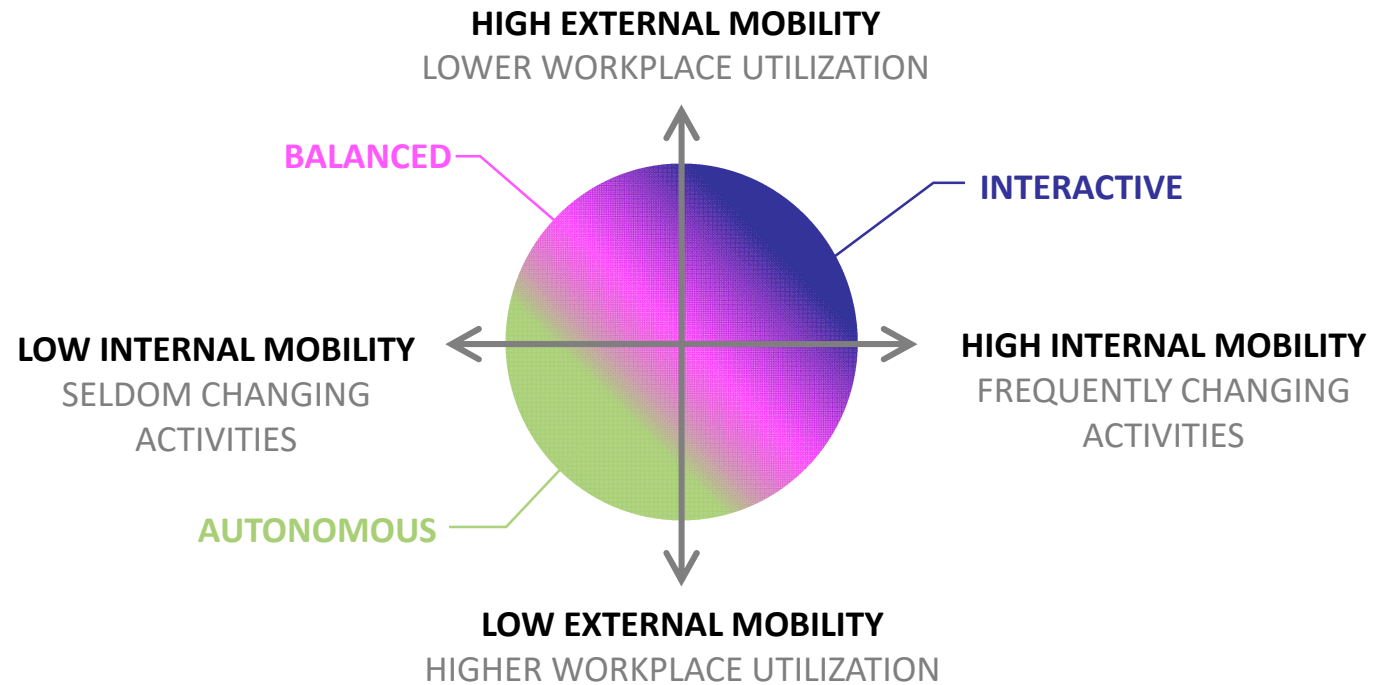 HIGH EXTERNAL MOBILITY
LOWER WORKPLACE UTILIZATION
BALANCED
INTERACTIVE
LOW INTERNAL MOBILITY
SELDOM CHANGING
ACTIVITIES
HIGH INTERNAL MOBILITY
FREQUENTLY CHANGING
ACTIVITIES
AUTONOMOUS
LOW EXTERNAL MOBILITY
HIGHER WORKPLACE UTILIZATION